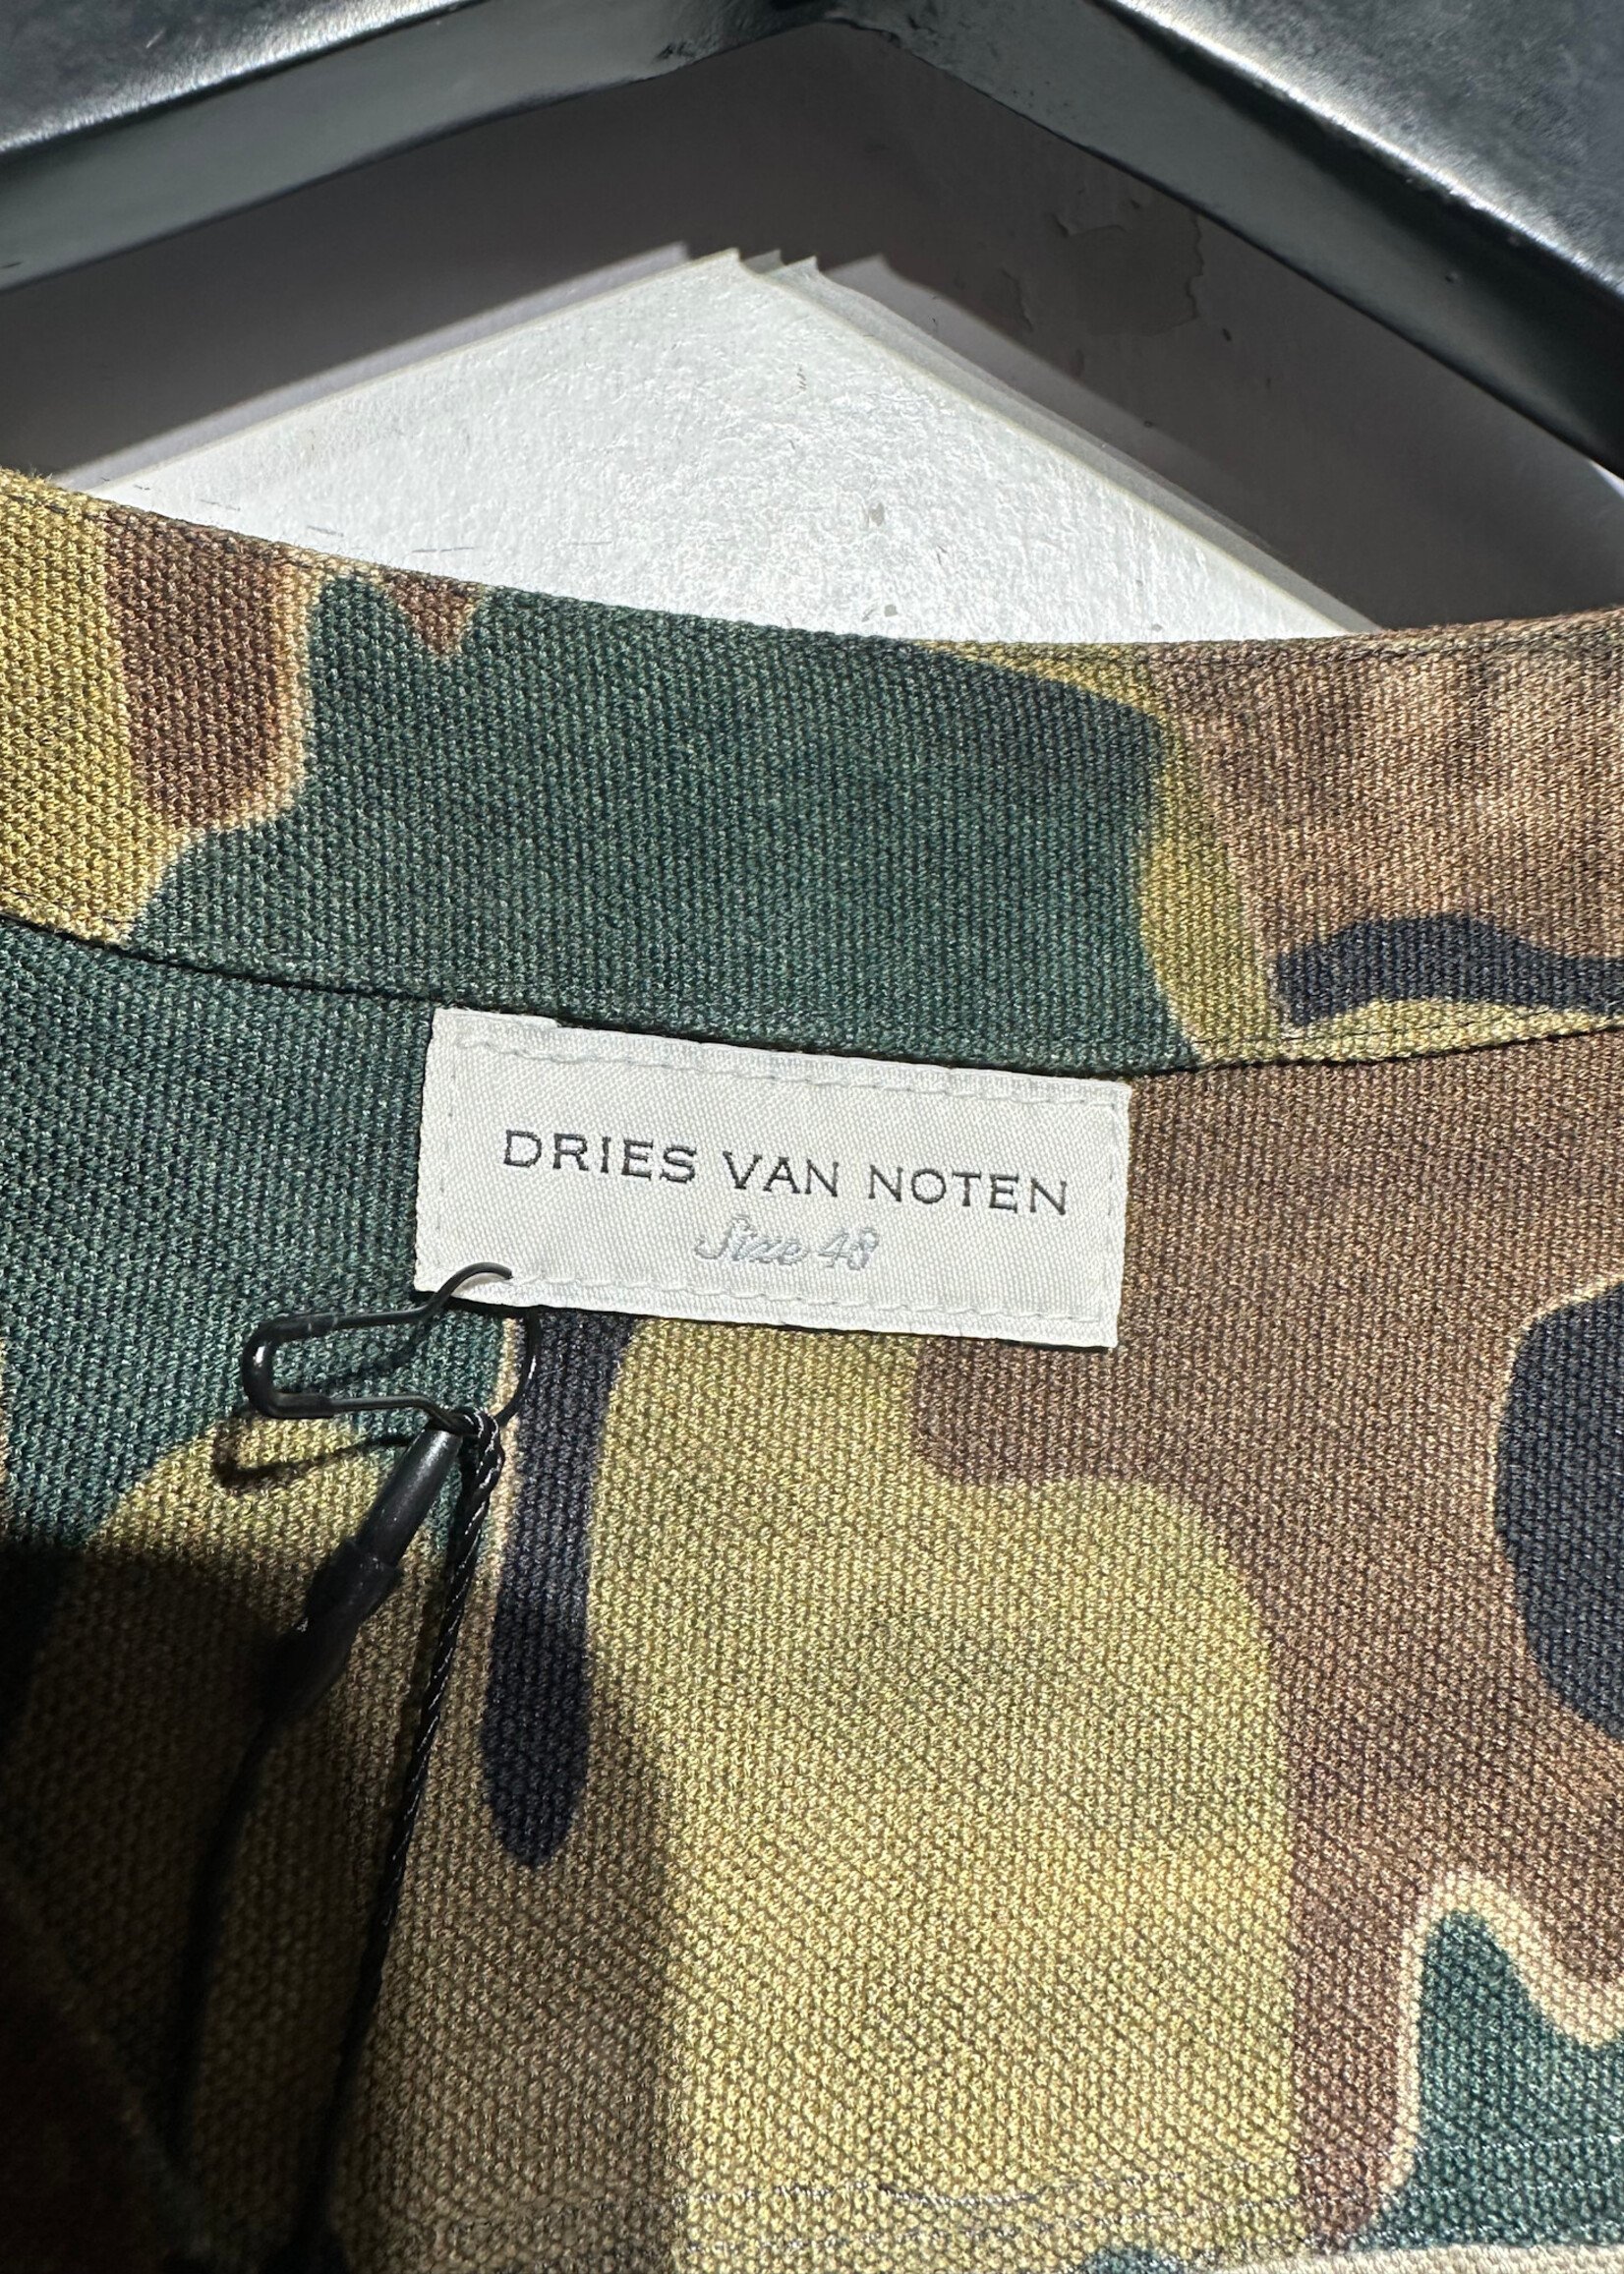 DRIES VAN NOTEN
Size 48